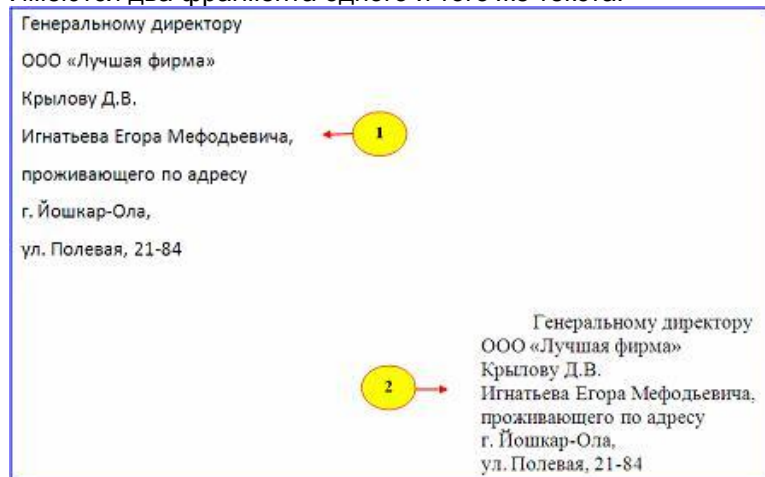 Имеются два фрагмента одного и того же текста.
Генеральному директору
ООО «Лучшая фирма»
Крылову Д.В.
Игнатьева Егора Мефодьевича,
1
проживающего по адресу
г. Йошкар-Ола,
ул. Полевая, 21-84
Генеральному директору
ООО «Лучшая фирма»
Крылову Д.В.
2
Игнатьева Егора Мефодьевича,
проживающего по адресу
г. Йошкар-Ола,
ул. Полевая, 21-84